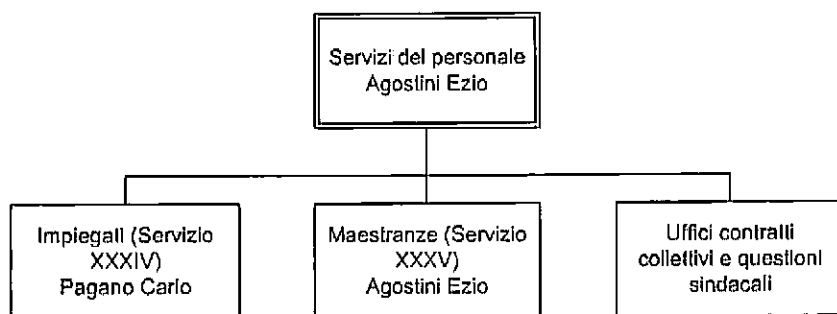 Servizi del personale
Agostini Ezio
Impiegati (Servizio
XXXIV)
Pagano Carlo
Maestranze (Servizio
XXXV)
Agostini Ezio
Uffici contratti
collettivi e questioni
sindacali